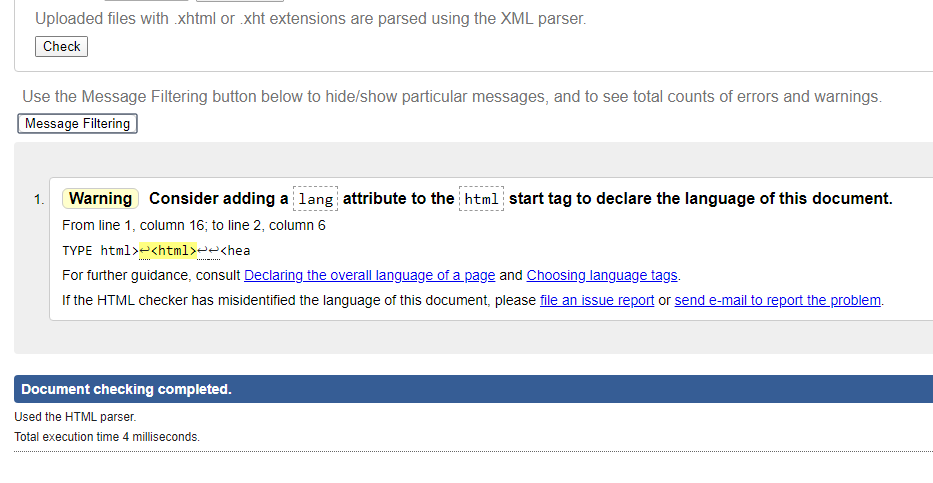 Uploaded files with .xhtml or .xht extensions are parsed using the XML parser.
Check
Use the Message Filtering button below to hide/show particular messages, and to see total counts of errors and warnings.
Message Filtering
1. Warning Consider adding a lang attribute to the html start tag to declare the language of this document.
From line 1, column 16; to line 2, column 6
TYPE html>↩<html>↩↩<hea
For further guidance, consult Declaring the overall language of a page and Choosing language tags.
If the HTML checker has misidentified the language of this document, please file an issue report or send e-mail to report the problem.
Document checking completed.
Used the HTML parser.
Total execution time 4 milliseconds.